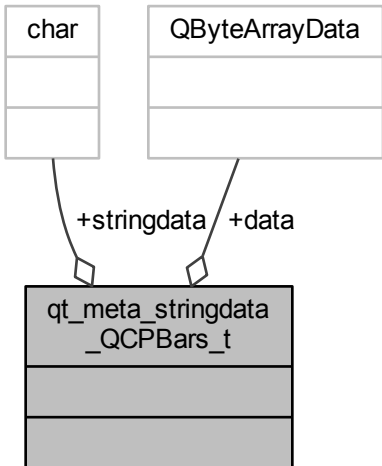 char
QByteArrayData
+stringdata
+data
qt_meta_stringdata
_QCPBars_t